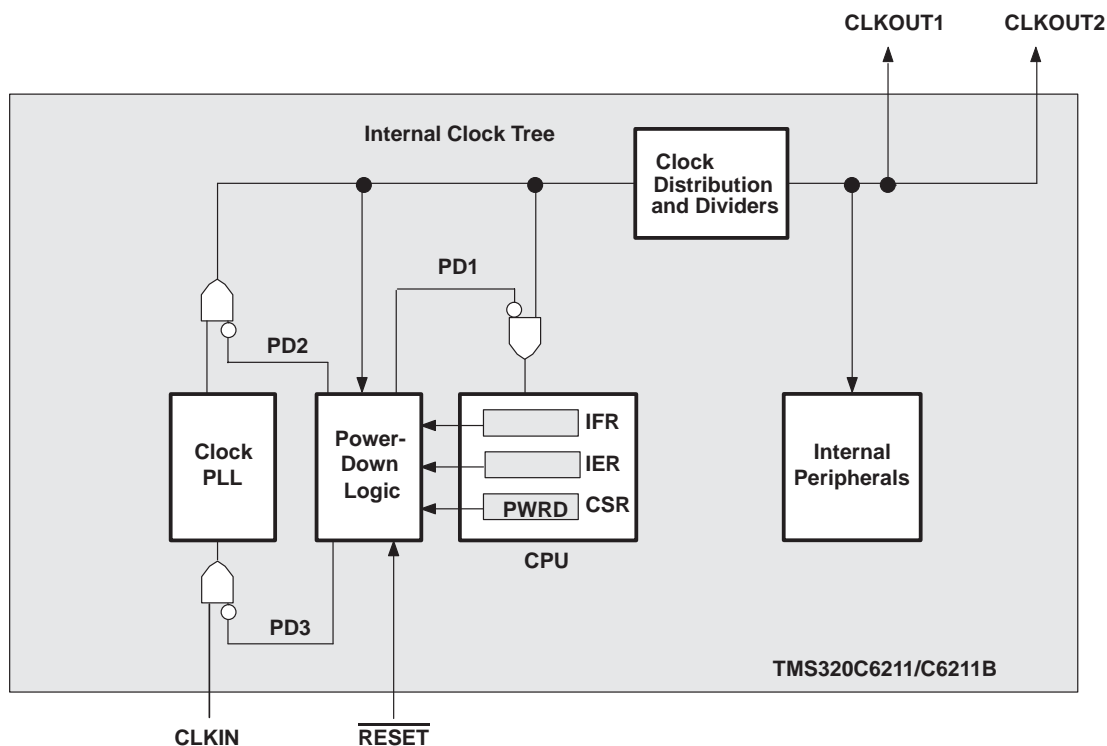 CLKOUT1
CLKOUT2
Internal Clock Tree
Clock
Distribution
and Dividers
PD1
PD2
Clock
PLL
Power-
Down
Logic
IFR
IER
PWRD
CSR
CPU
Internal
Peripherals
PD3
TMS320C6211/C6211B
CLKIN
RESET